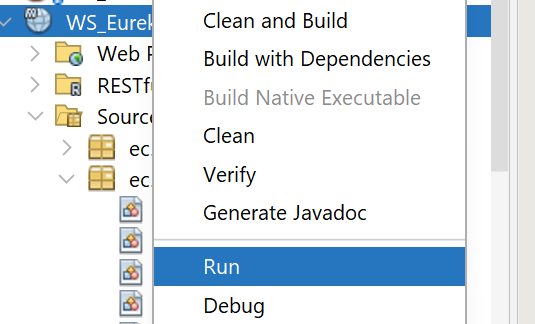 WS_Eurek
Web
RESTfu
Source
ec.
ec.
Clean and Build
Build with Dependencies
Build Native Executable
Clean
Verify
Generate Javadoc
Run
Debug